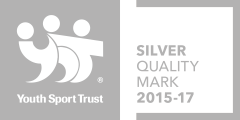 ®
Youth Sport Trust
SILVER
QUALITY
MARK
2015-17